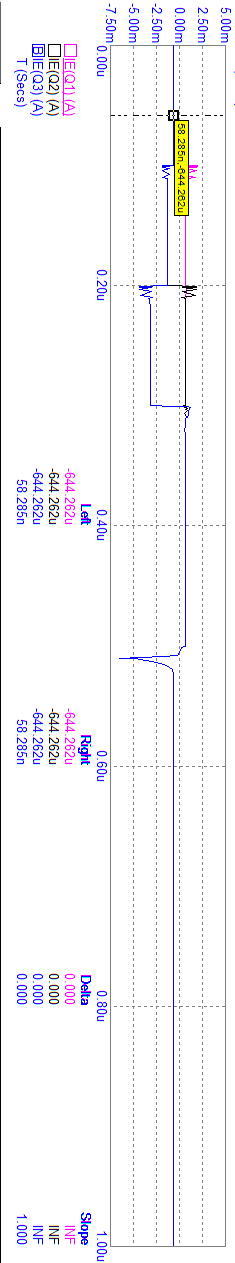 5.00m
2.50m
0.00m
-2.50m
-5.00m
-7.50m
58.285n,-644.262u
0.00u 0.20u 0.40u 0.60u 0.80u 1.00u
Left Right Delta Slope
IE(Q1) (A) -644.262u -644.262u 0.000 INF
IE(Q2) (A) -644.262u -644.262u 0.000 INF
B IE(Q3) (A) -644.262u -644.262u 0.000 INF
T (Secs) 58.285n 58.285n 0.000 1.000